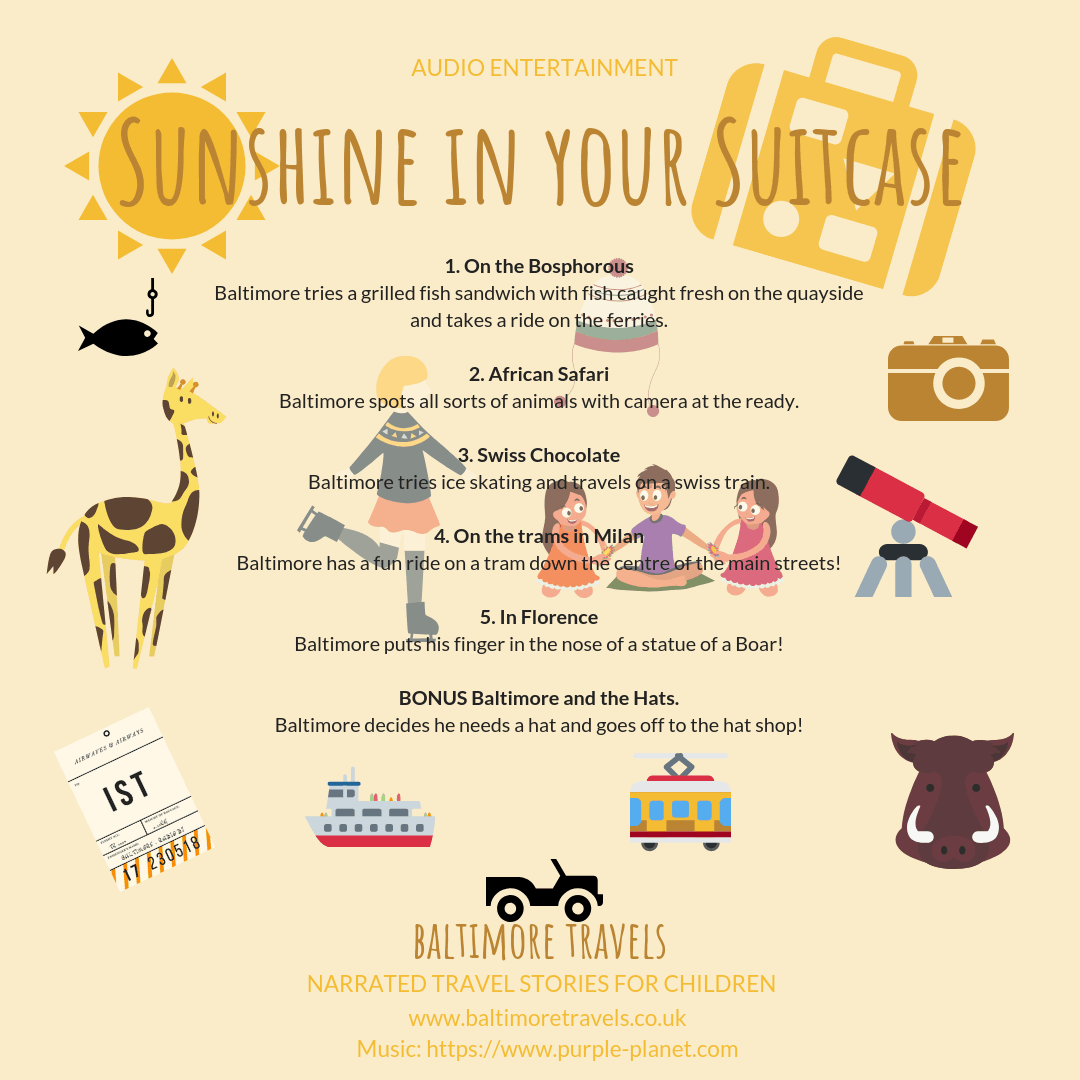 AUDIO ENTERTAINMENT
SUNSHINE IN YOUR SUITCASE
1. On the Bosphorous
Baltimore tries a grilled fish sandwich with fish caught fresh on the quayside
and takes a ride on the ferries.
2. African Safari
Baltimore spots all sorts of animals with camera at the ready.
3. Swiss Chocolate
Baltimore tries ice skating and travels on a swiss train.
4. On the trams in Milan
Baltimore has a fun ride on a tram down the centre of the main streets!
5. In Florence
Baltimore puts his finger in the nose of a statue of a Boar!
BONUS Baltimore and the Hats.
Baltimore decides he needs a hat and goes off to the hat shop!
AIRWAVES & AIRWAYS
IST
17 230518
BALTIMORE TRAVELS
NARRATED TRAVEL STORIES FOR CHILDREN
www.baltimoretravels.co.uk
Music: https://www.purple-planet.com